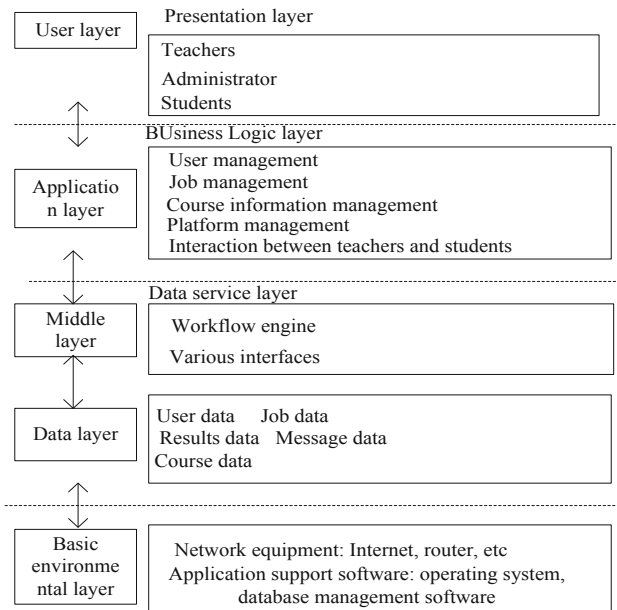 Presentation layer
User layer
Teachers
Administrator
Students
BUsiness Logic layer
Applicatio
n layer
User management
Job management
Course information management
Platform management
Interaction between teachers and students
Data service layer
Middle
layer
Workflow engine
Various interfaces
Data layer
User data Job data
Results data Message data
Course data
Basic
environme
ntal layer
Network equipment: Internet, router, etc
Application support software: operating system,
database management software